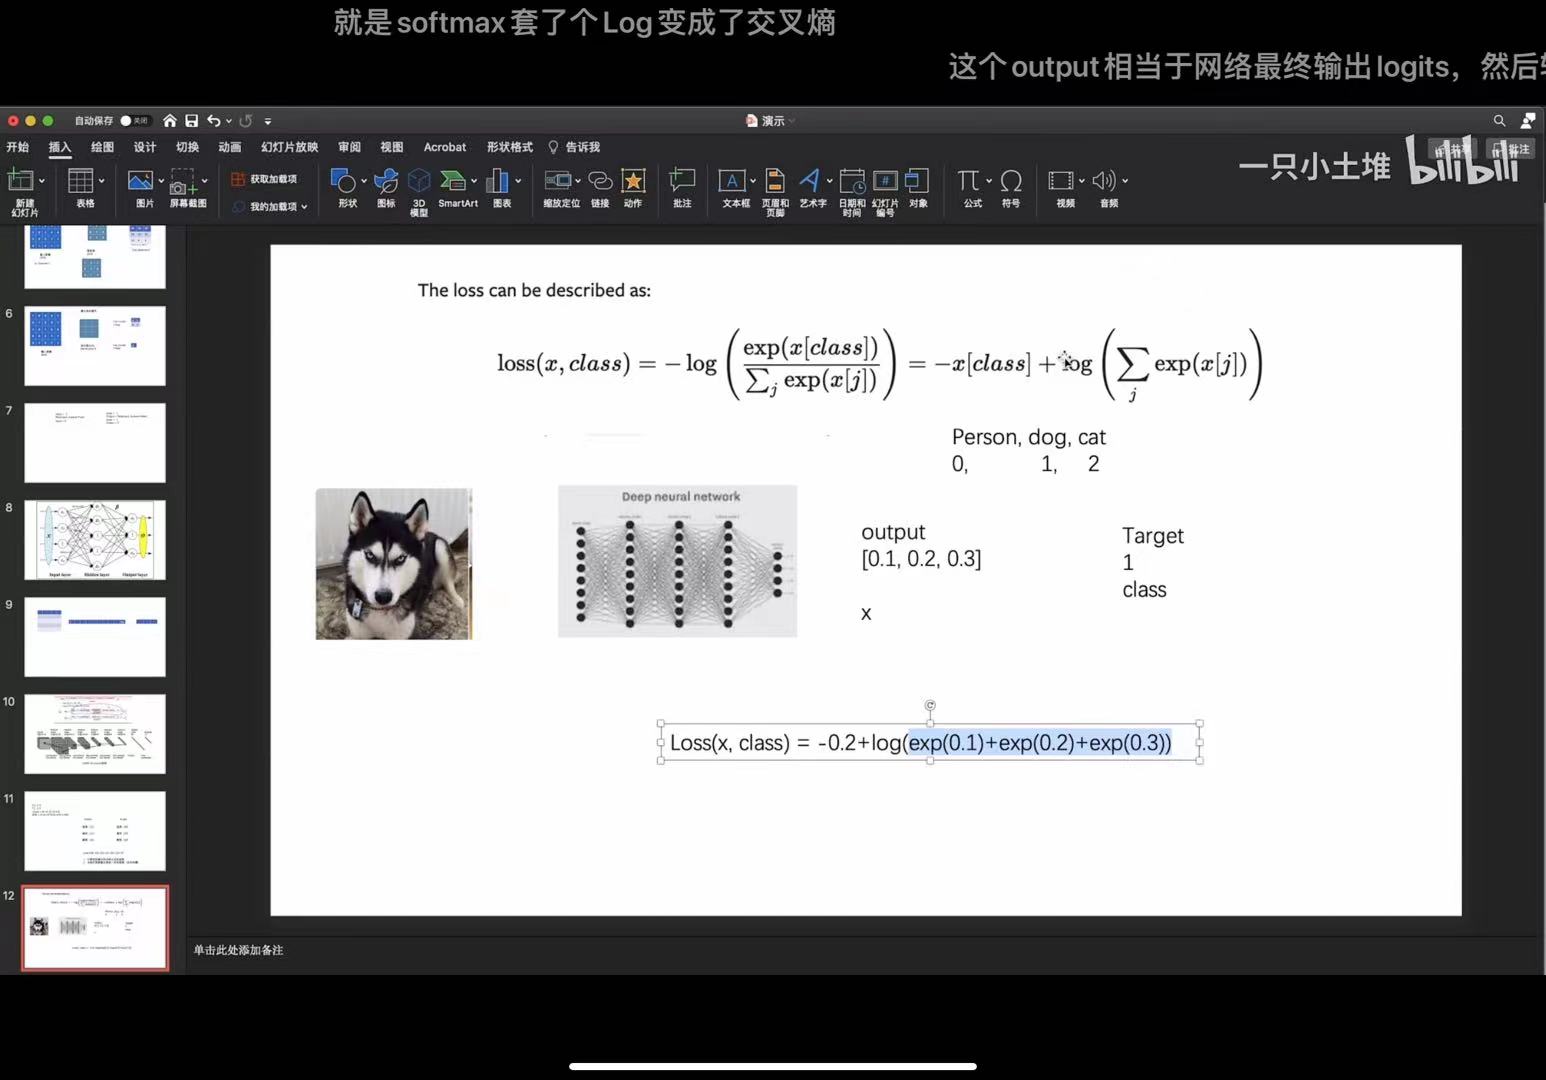 就是softmax套了个Log变成了交叉熵
这个output相当于网络最终输出logits，然后
自动保存 关闭
演示
开始 插入 绘图 设计 切换 动画 幻灯片放映 审阅 视图 Acrobat 形状格式 告诉我
共享 批注
一只小土堆 bilibili
获取加载项
我的加载项
新建
幻灯片
表格
图片
屏幕截图
形状
图标
3D
模型
SmartArt
图表
缩放定位
链接
动作
批注
文本框
页眉和
页脚
艺术字
日期和
时间
幻灯片
编号
对象
公式
符号
视频
音频
6
7
8
9
10
11
12
The loss can be described as:
loss(x, class) = −log(exp(x[class]) / ∑j exp(x[j])) = −x[class] + log(∑j exp(x[j]))
Person, dog, cat
0, 1, 2
Deep neural network
output
[0.1, 0.2, 0.3]
x
Target
1
class
Loss(x, class) = -0.2+log(exp(0.1)+exp(0.2)+exp(0.3))
单击此处添加备注